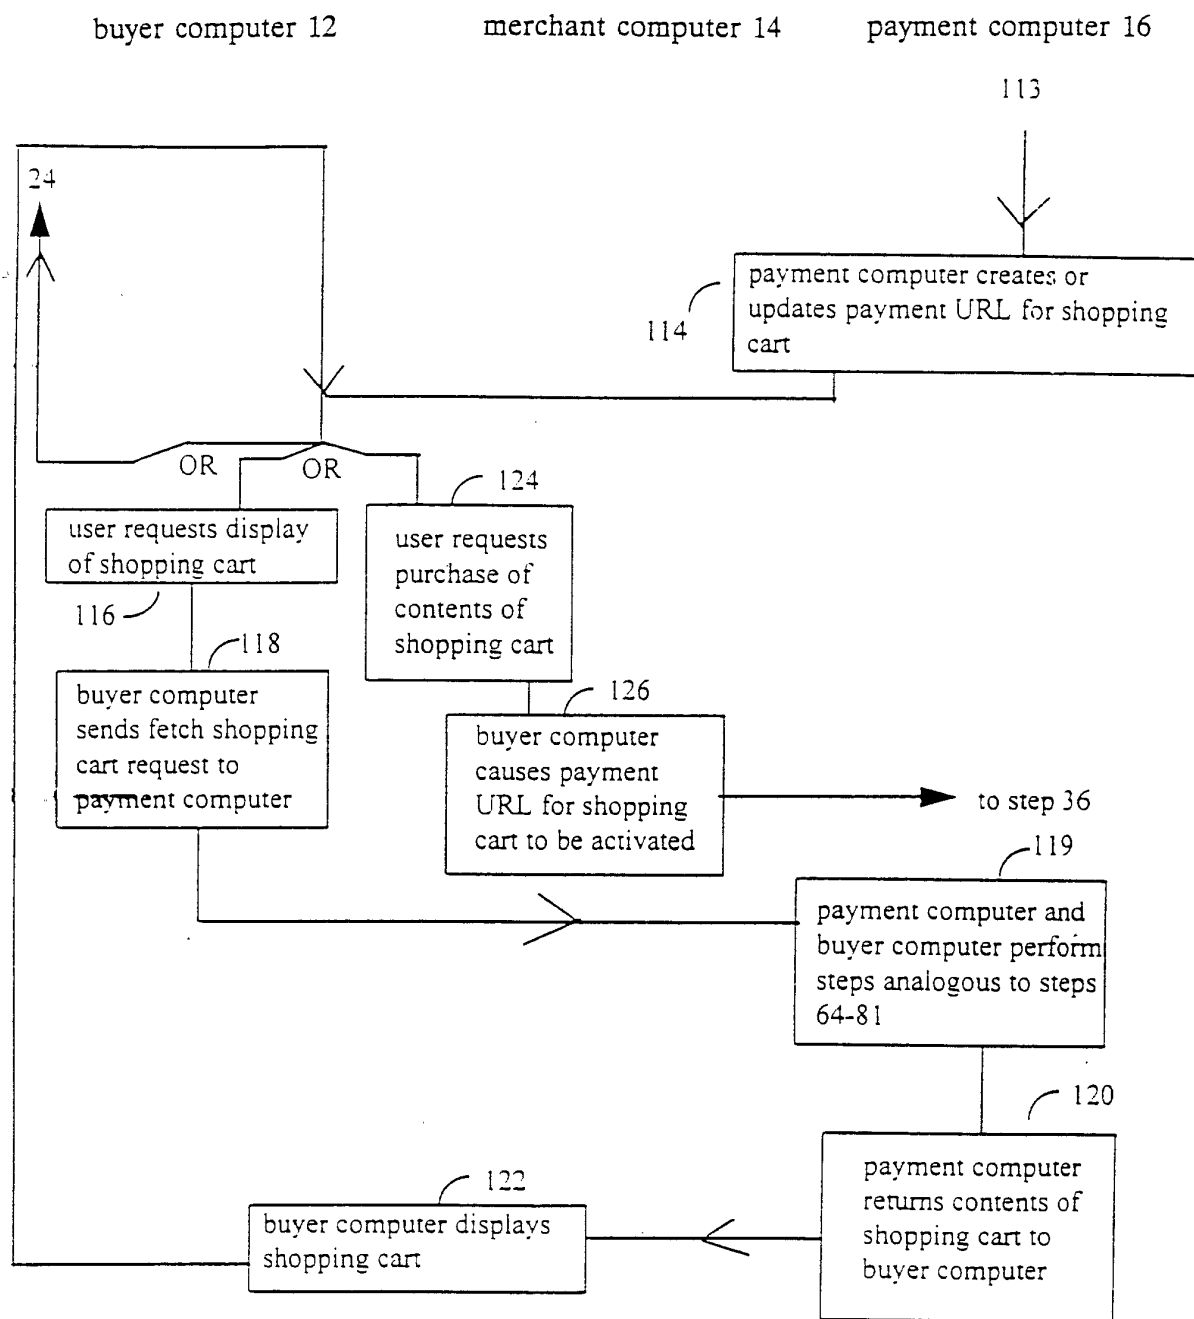 buyer computer 12
merchant computer 14
payment computer 16
113
24
payment computer creates or
updates payment URL for shopping
cart
114
OR
OR
124
user requests display
of shopping cart
116
user requests
purchase of
contents of
shopping cart
118
buyer computer
sends fetch shopping
cart request to
payment computer
126
buyer computer
causes payment
URL for shopping
cart to be activated
to step 36
119
payment computer and
buyer computer perform
steps analogous to steps
64-81
120
payment computer
returns contents of
shopping cart to
buyer computer
122
buyer computer displays
shopping cart